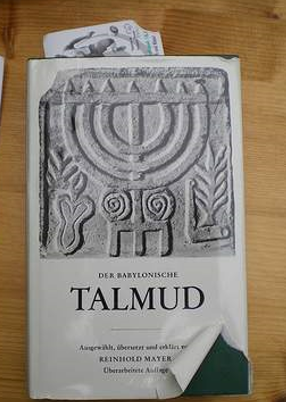 DER BABYLONISCHE
TALMUD
Ausgewählt, übersetzt und erklärt
REINHOLD MAYER
Überarbeitete Auflage